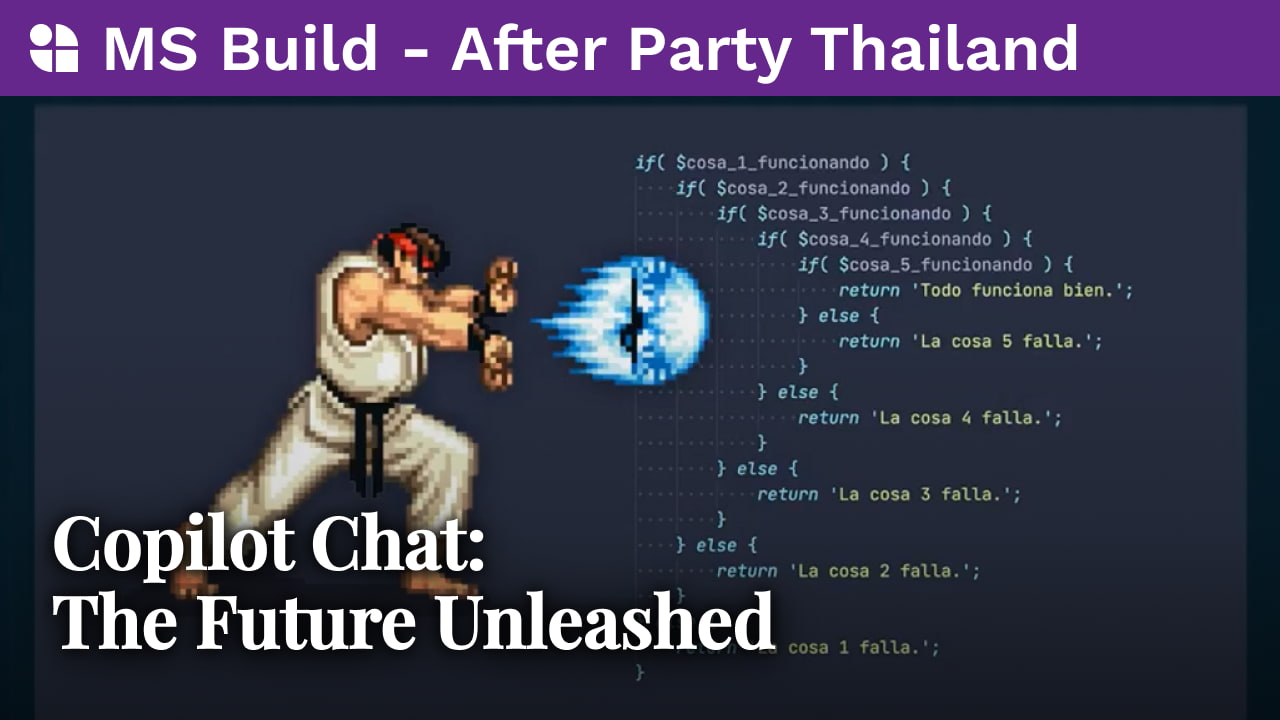 MS Build - After Party Thailand
if( $cosa_1_funcionando ) {
if( $cosa_2_funcionando ) {
if( $cosa_3_funcionando ) {
if( $cosa_4_funcionando ) {
if( $cosa_5_funcionando ) {
return 'Todo funciona bien.';
} else {
return 'La cosa 5 falla.';
}
} else {
return 'La cosa 4 falla.';
}
} else {
return 'La cosa 3 falla.';
}
} else {
return 'La cosa 2 falla.';
}
return 'La cosa 1 falla.';
}
Copilot Chat:
The Future Unleashed